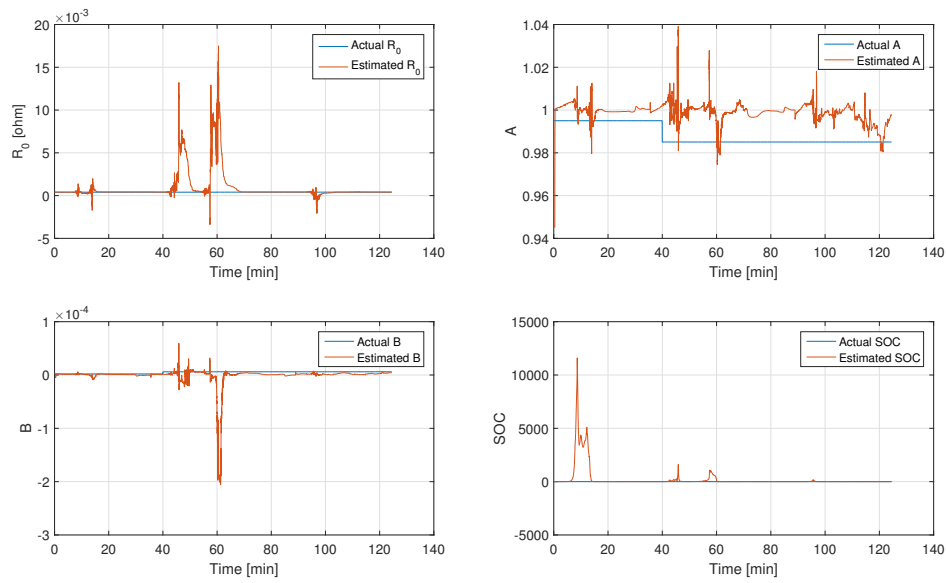 ×10⁻³
20
15
10
5
0
-5
R₀ [ohm]
0 20 40 60 80 100 120 140
Time [min]
Actual R₀
Estimated R₀
1.04
1.02
1
0.98
0.96
0.94
A
0 20 40 60 80 100 120 140
Time [min]
Actual A
Estimated A
×10⁻⁴
1
0
-1
-2
-3
B
0 20 40 60 80 100 120 140
Time [min]
Actual B
Estimated B
15000
10000
5000
0
-5000
SOC
0 20 40 60 80 100 120 140
Time [min]
Actual SOC
Estimated SOC